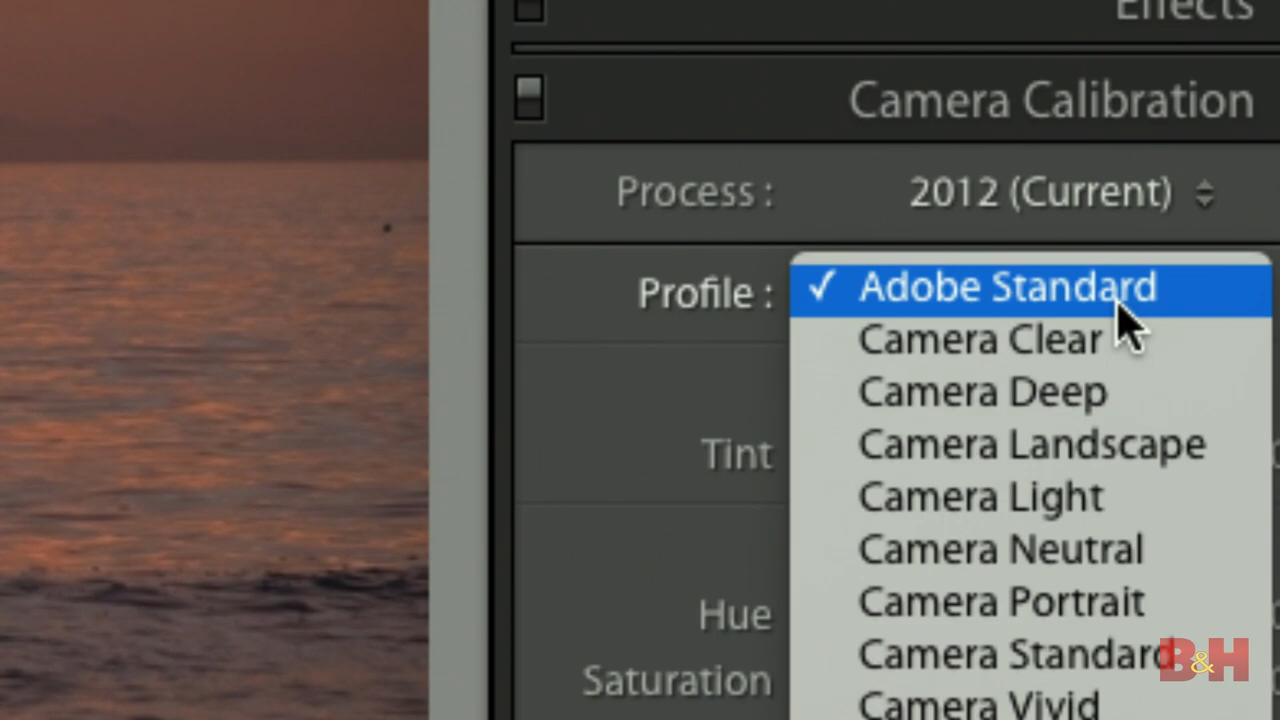 Effects
Camera Calibration
Process : 2012 (Current)
Profile : ✓ Adobe Standard
Camera Clear
Camera Deep
Camera Landscape
Tint
Camera Light
Camera Neutral
Camera Portrait
Hue
Camera Standard
Saturation
Camera Vivid
B&H